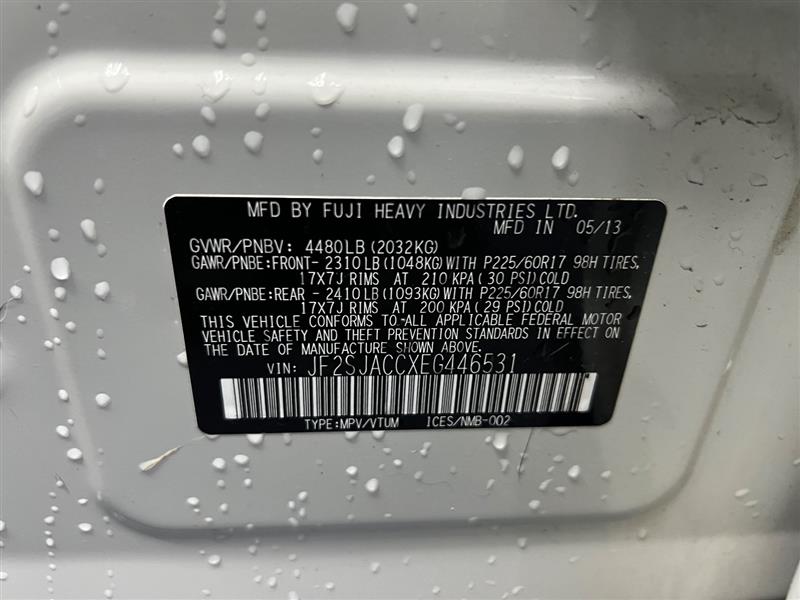 MFD BY FUJI HEAVY INDUSTRIES LTD.
MFD IN 05/13
GVWR/PNBV: 4480LB(2032KG)
GAWR/PNBE:FRONT- 2310LB(1048KG)WITH P225/60R17 98H TIRES,
17X7J RIMS AT 210 KPA(30 PSI)COLD
GAWR/PNBE:REAR - 2410LB(1093KG)WITH P225/60R17 98H TIRES,
17X7J RIMS AT 200 KPA(29 PSI)COLD
THIS VEHICLE CONFORMS TO-ALL APPLICABLE FEDERAL MOTOR
VEHICLE SAFETY AND THEFT PREVENTION STANDARDS IN EFFECT ON
THE DATE OF MANUFACTURE SHOWN ABOVE.
VIN: JF2SJACCXEG446531
TYPE:MPV/VTUM ICES/NMB-002